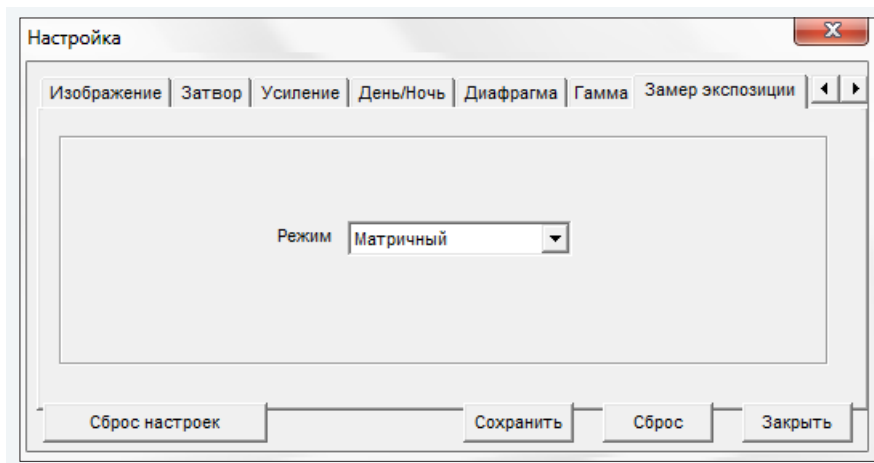 Настройка
Изображение Затвор Усиление День/Ночь Диафрагма Гамма Замер экспозиции
Режим Матричный
Сброс настроек Сохранить Сброс Закрыть